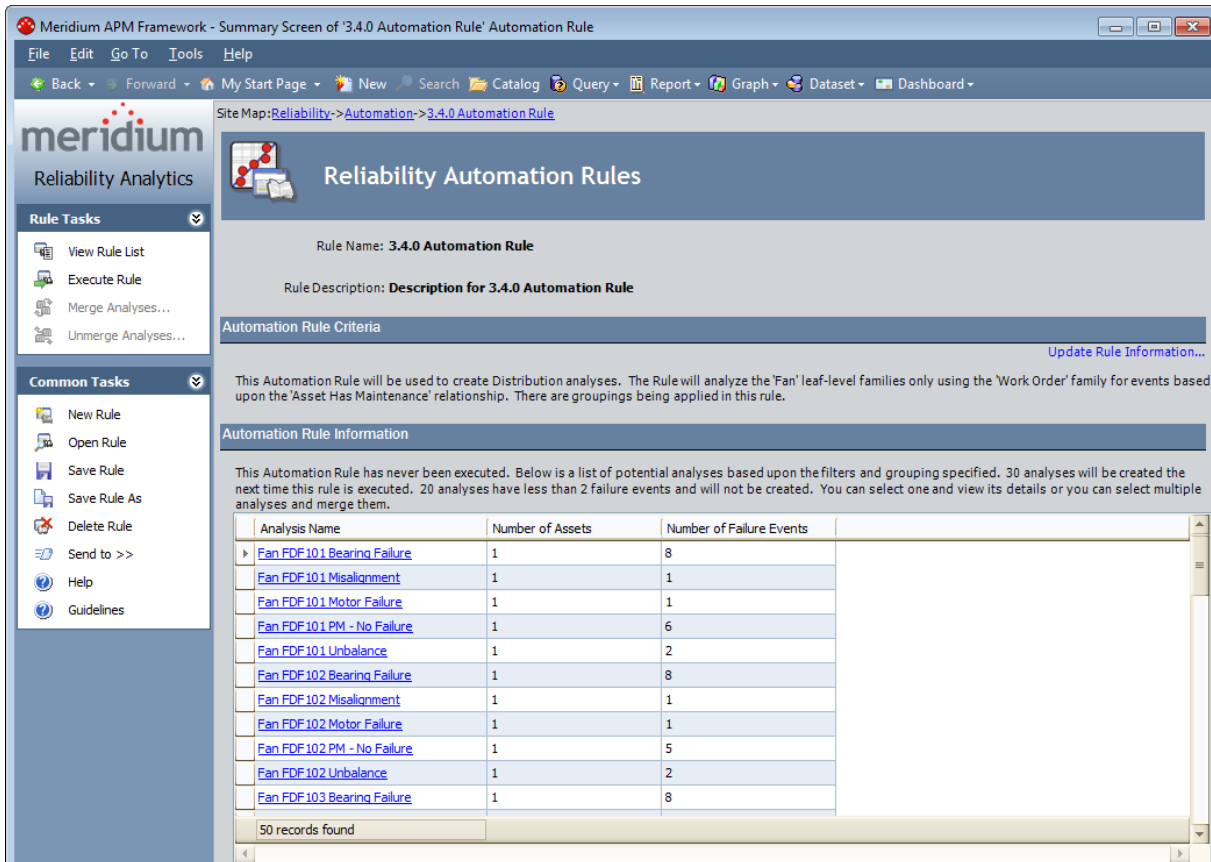 Meridium APM Framework - Summary Screen of '3.4.0 Automation Rule' Automation Rule
File Edit Go To Tools Help
Back Forward My Start Page New Search Catalog Query Report Graph Dataset Dashboard
meridium
Reliability Analytics
Rule Tasks
View Rule List
Execute Rule
Merge Analyses...
Unmerge Analyses...
Common Tasks
New Rule
Open Rule
Save Rule
Save Rule As
Delete Rule
Send to >>
Help
Guidelines
Site Map:Reliability->Automation->3.4.0 Automation Rule
Reliability Automation Rules
Rule Name: 3.4.0 Automation Rule
Rule Description: Description for 3.4.0 Automation Rule
Automation Rule Criteria
Update Rule Information...
This Automation Rule will be used to create Distribution analyses. The Rule will analyze the 'Fan' leaf-level families only using the 'Work Order' family for events based
upon the 'Asset Has Maintenance' relationship. There are groupings being applied in this rule.
Automation Rule Information
This Automation Rule has never been executed. Below is a list of potential analyses based upon the filters and grouping specified. 30 analyses will be created the
next time this rule is executed. 20 analyses have less than 2 failure events and will not be created. You can select one and view its details or you can select multiple
analyses and merge them.
Analysis Name Number of Assets Number of Failure Events
Fan FDF101 Bearing Failure 1 8
Fan FDF101 Misalignment 1 1
Fan FDF101 Motor Failure 1 1
Fan FDF101 PM - No Failure 1 6
Fan FDF101 Unbalance 1 2
Fan FDF102 Bearing Failure 1 8
Fan FDF102 Misalignment 1 1
Fan FDF102 Motor Failure 1 1
Fan FDF102 PM - No Failure 1 5
Fan FDF102 Unbalance 1 2
Fan FDF103 Bearing Failure 1 8
50 records found